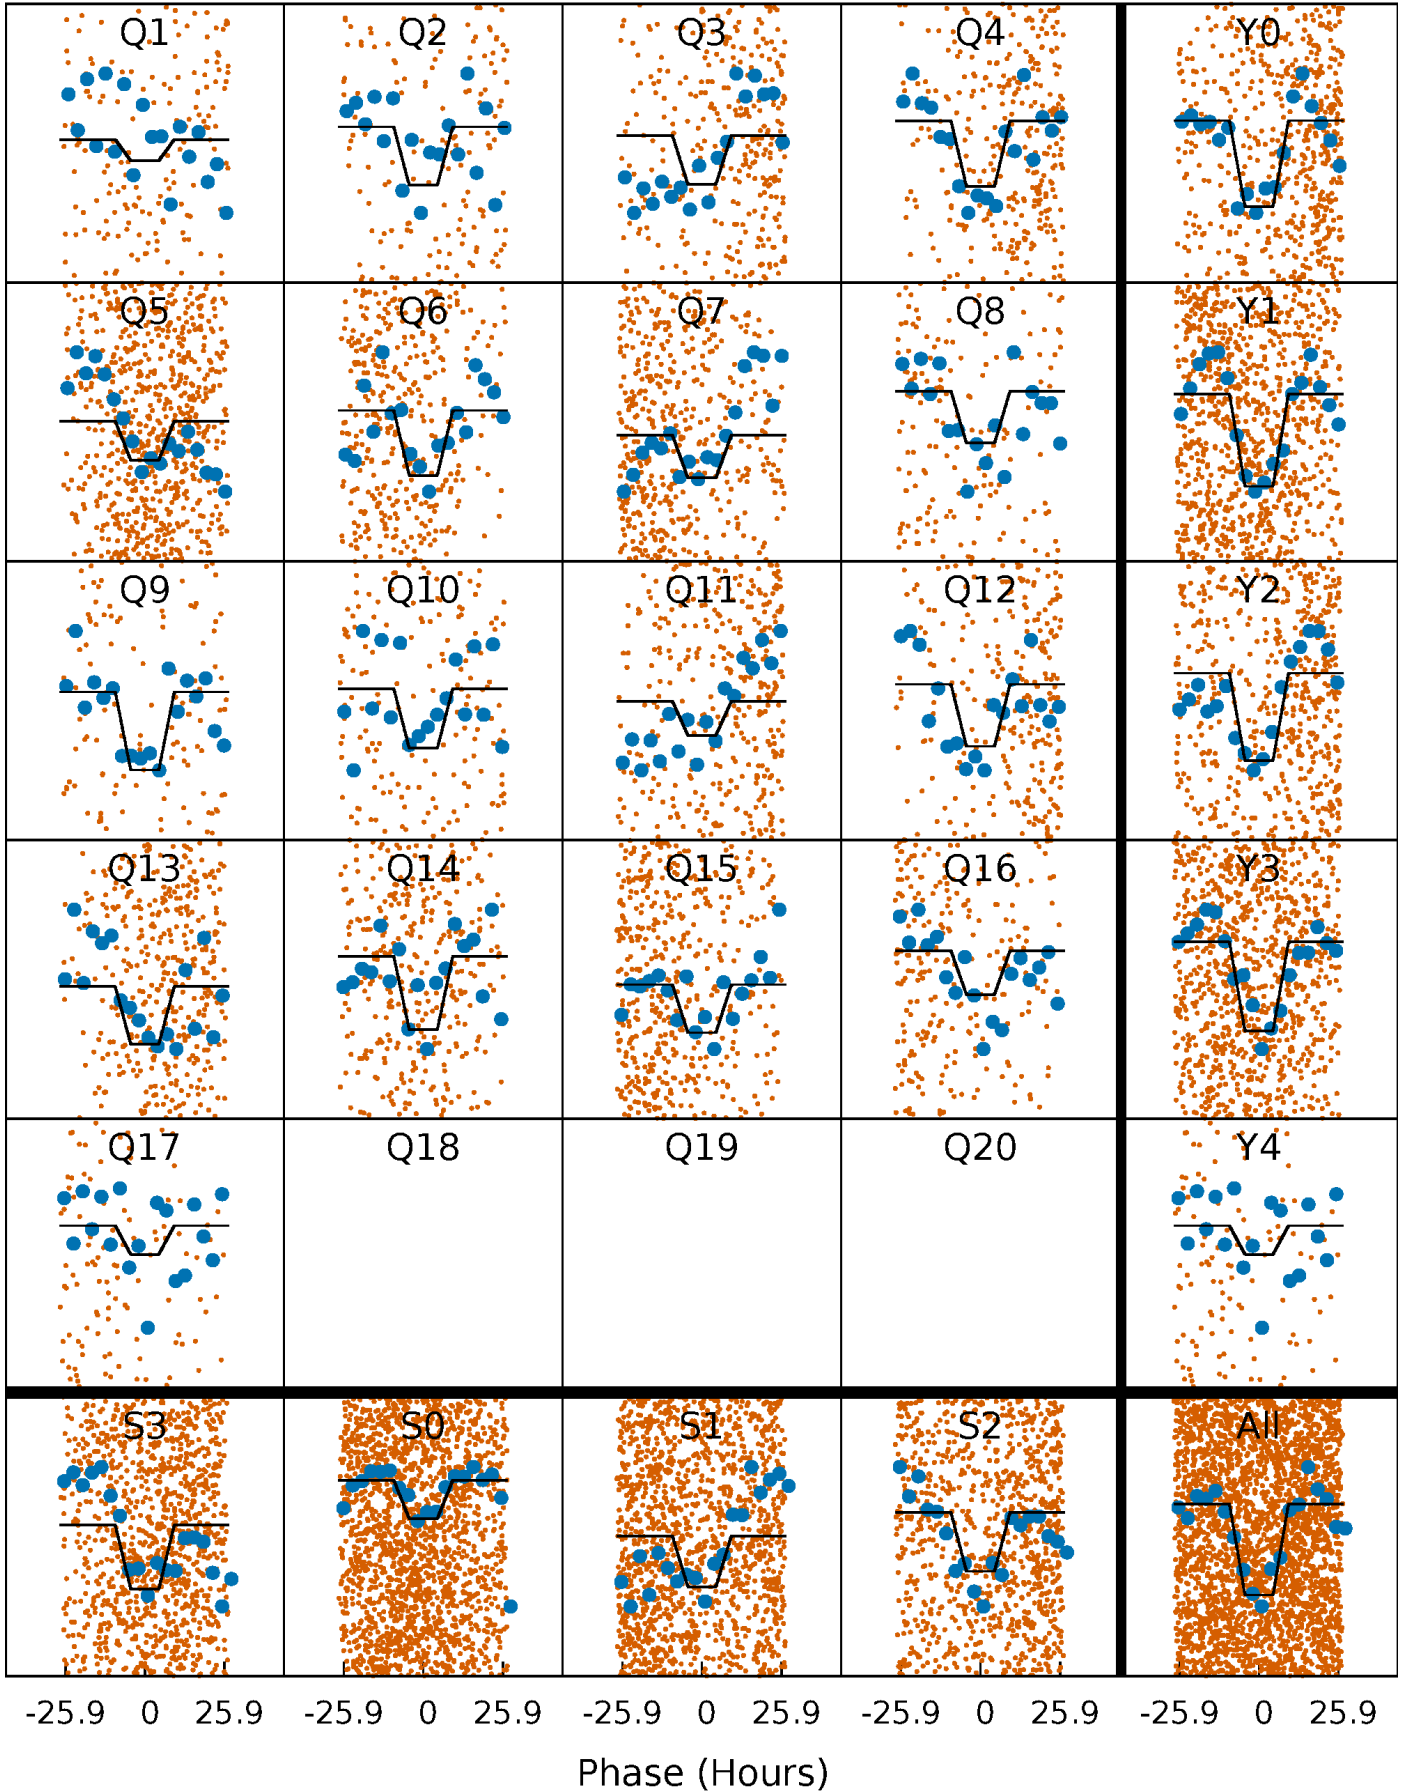 Q1 Q2 Q3 Q4 Y0
Q5 Q6 Q7 Q8 Y1
Q9 Q10 Q11 Q12 Y2
Q13 Q14 Q15 Q16 Y3
Q17 Q18 Q19 Q20 Y4
S3 S0 S1 S2 All
-25.9 0 25.9 -25.9 0 25.9 -25.9 0 25.9 -25.9 0 25.9 -25.9 0 25.9
Phase (Hours)